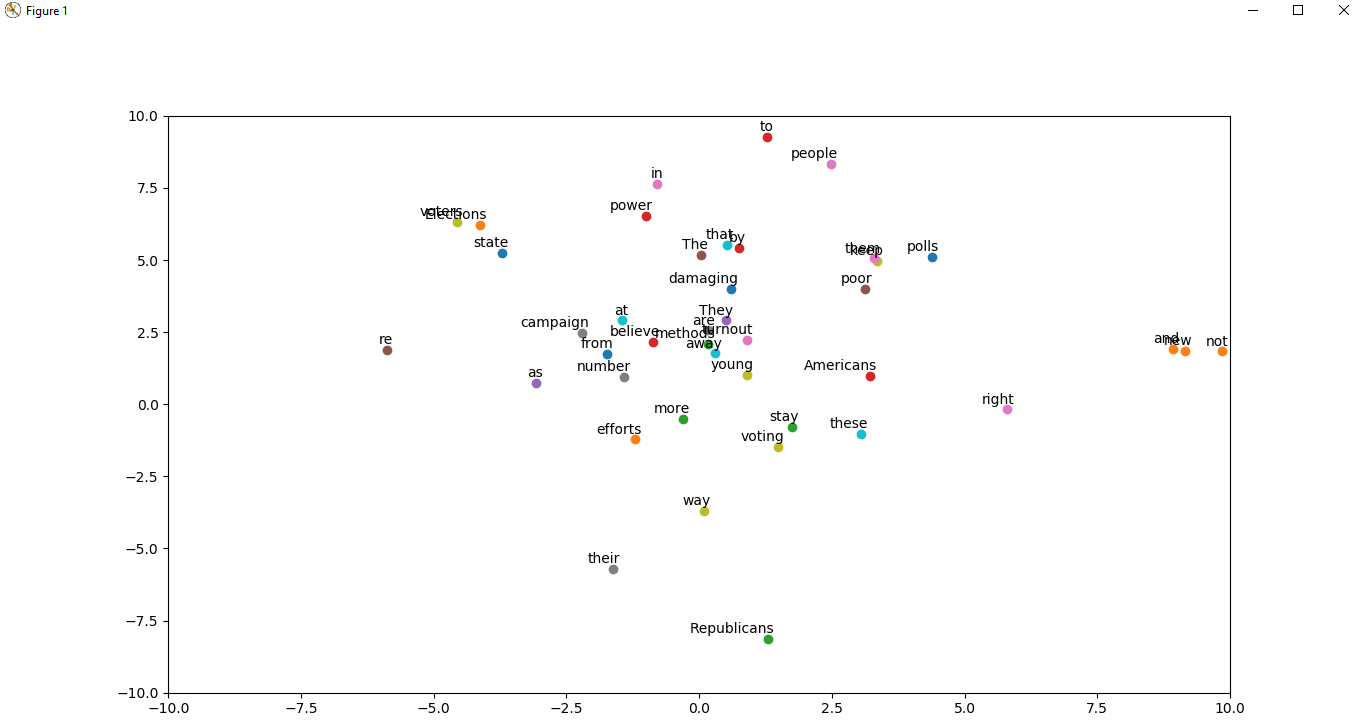 Figure 1
10.0
to
people
in
7.5
power
voters
Elections
that
by
The
state
them
keep
polls
5.0
damaging
poor
at
They
campaign
are
believe
methods
turnout
2.5
re
from
away
and
new
not
number
young
Americans
as
0.0
more
right
stay
these
efforts
voting
−2.5
way
−5.0
their
−7.5
Republicans
−10.0
−10.0 −7.5 −5.0 −2.5 0.0 2.5 5.0 7.5 10.0